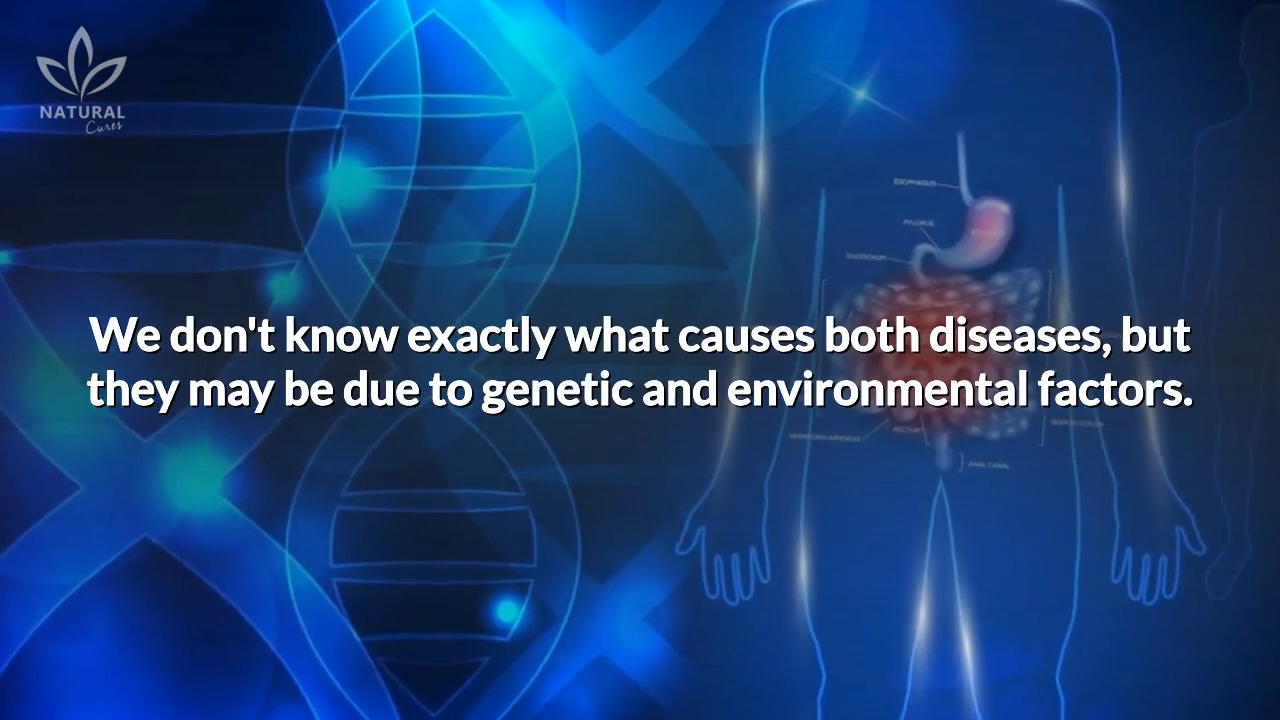 NATURAL
Cures
ESOPHAGUS
PYLORUS
We don't know exactly what causes both diseases, but
they may be due to genetic and environmental factors.
RECTUM
ANAL CANAL